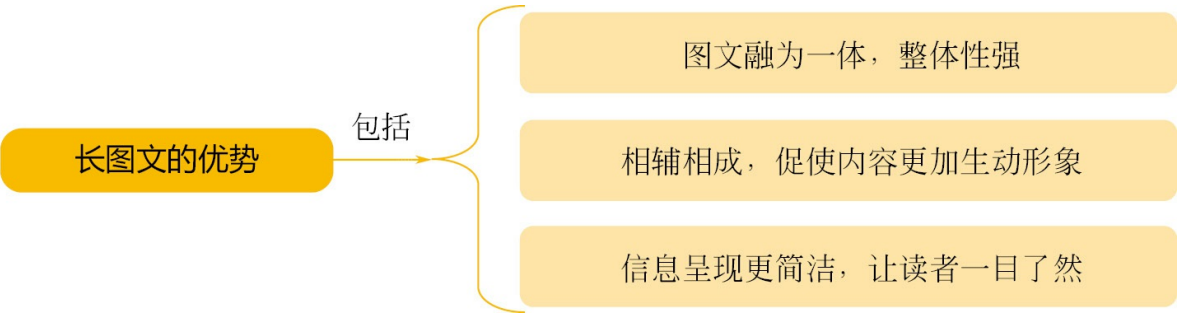 长图文的优势
包括
图文融为一体，整体性强
相辅相成，促使内容更加生动形象
信息呈现更简洁，让读者一目了然